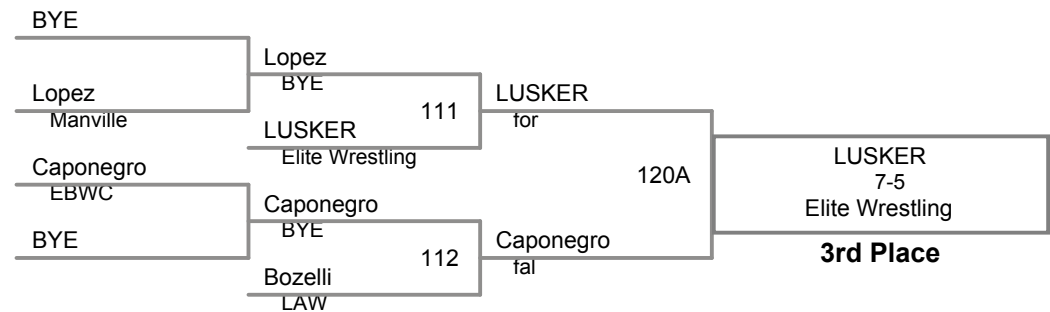 BYE
Lopez
Manville
Caponegro
EBWC
BYE
Lopez
BYE
111
LUSKER
Elite Wrestling
Caponegro
BYE
112
Bozelli
LAW
LUSKER
for
120A
Caponegro
fal
LUSKER
7-5
Elite Wrestling
3rd Place